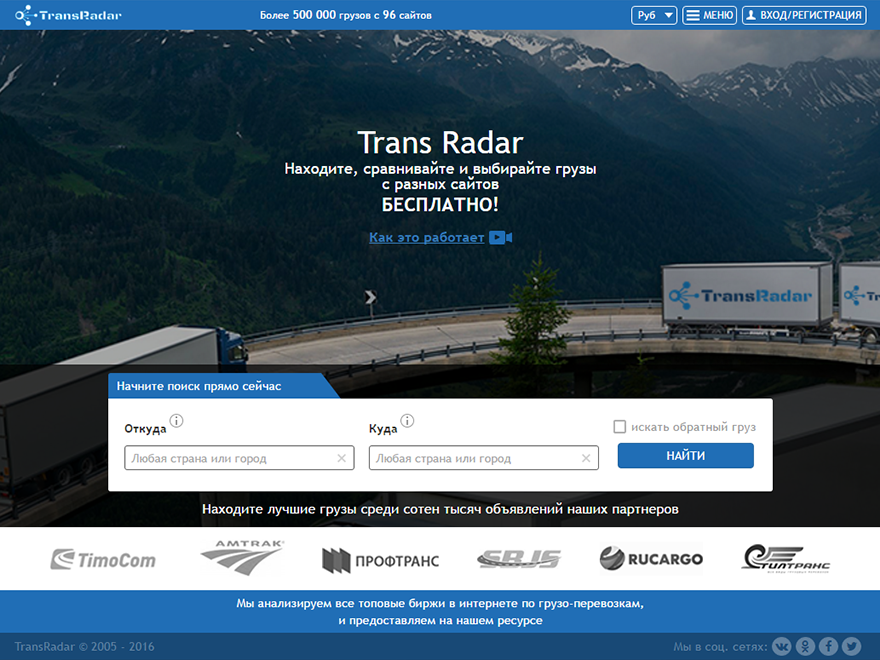 TransRadar
Более 500 000 грузов с 96 сайтов
Руб
МЕНЮ
ВХОД/РЕГИСТРАЦИЯ
Trans Radar
Находите, сравнивайте и выбирайте грузы
с разных сайтов
БЕСПЛАТНО!
Как это работает
TransRadar
Начните поиск прямо сейчас
Откуда
Куда
искать обратный груз
Любая страна или город
Любая страна или город
НАЙТИ
Находите лучшие грузы среди сотен тысяч объявлений наших партнеров
TimoCom
AMTRAK
ПРОФТРАНС
RUCARGO
СТИЛТРАНС
Мы анализируем все топовые биржи в интернете по грузо-перевозкам,
и предоставляем на нашем ресурсе
TransRadar © 2005 - 2016
Мы в соц. сетях: